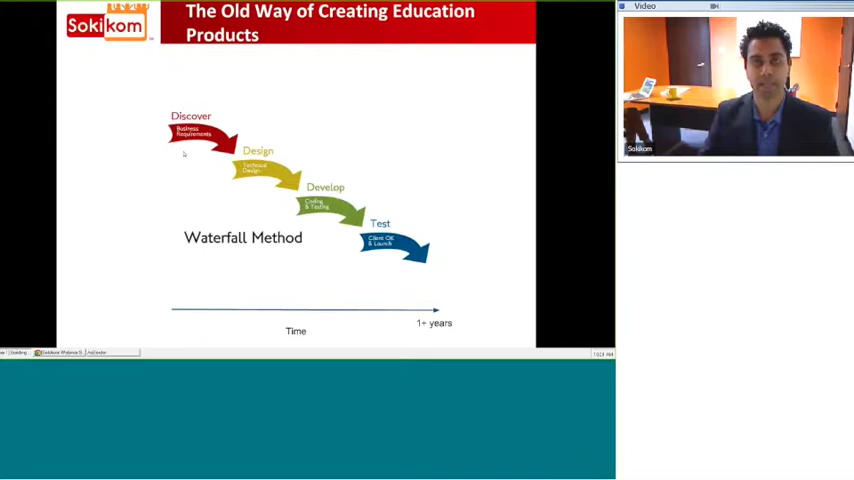 Sokikom
The Old Way of Creating Education
Products
Video
Discover
Business
Requirements
Design
Technical
Design
Develop
Coding
& Testing
Test
Client OK
& Launch
Waterfall Method
1+ years
Time
Sokikom